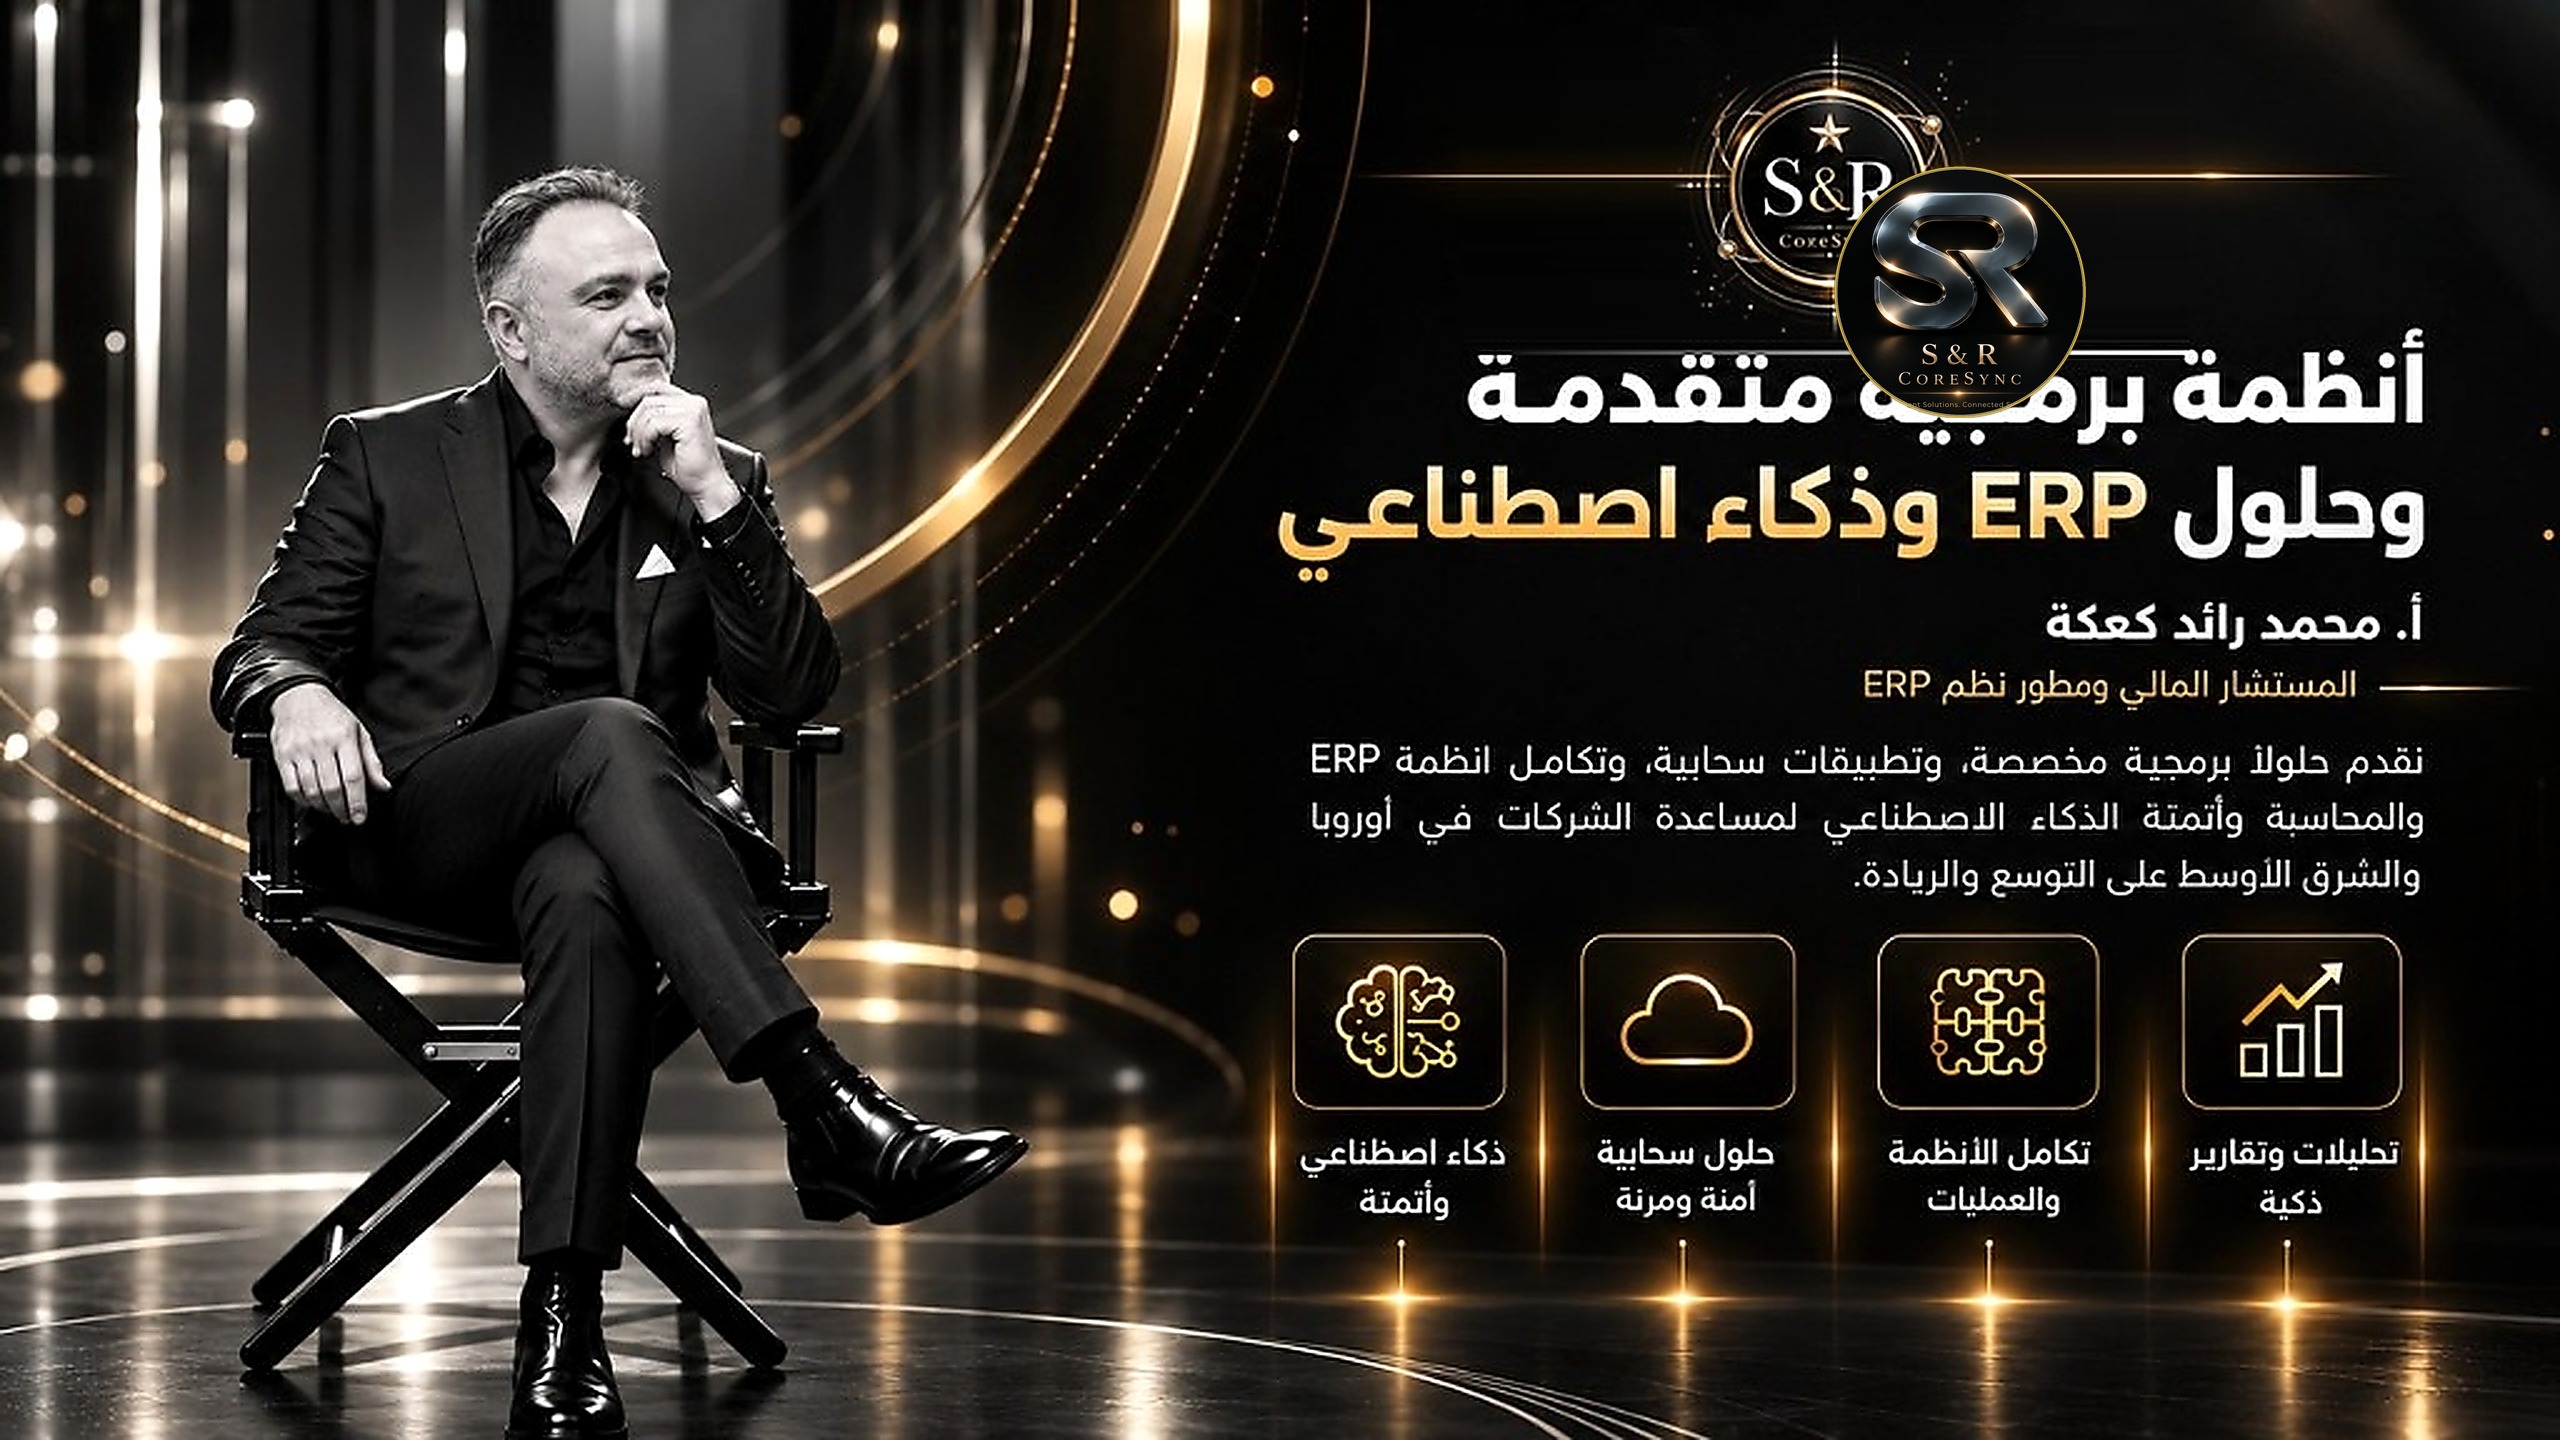 S&R
SR
S & R
CORESYNC
أنظمة برمجية متقدمة
وحلول ERP وذكاء اصطناعي
أ. محمد رائد كعكة
المستشار المالي ومطور نظم ERP
نقدم حلولاً برمجية مخصصة، وتطبيقات سحابية، وتكامل انظمة ERP
والمحاسبة وأتمتة الذكاء الاصطناعي لمساعدة الشركات في أوروبا
والشرق الأوسط على التوسع والريادة.
تحليلات وتقارير
ذكية
تكامل الأنظمة
والعمليات
حلول سحابية
أمنة ومرنة
ذكاء اصظناعي
وأتمتة